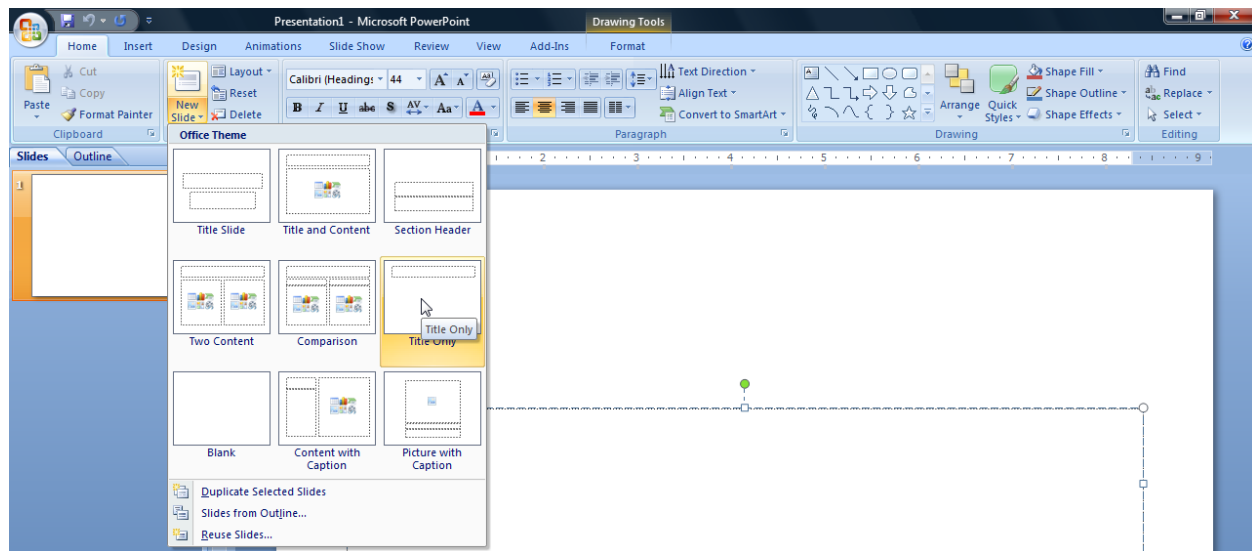 Presentation1 - Microsoft PowerPoint
Drawing Tools
Home Insert Design Animations Slide Show Review View Add-Ins Format
Cut
Copy
Format Painter
Paste
Clipboard
New
Slide
Layout
Reset
Delete
Calibri (Headings 44 A A
B I U abc S AV Aa A
Text Direction
Align Text
Convert to SmartArt
Paragraph
Arrange
Quick
Styles
Shape Fill
Shape Outline
Shape Effects
Drawing
Find
Replace
Select
Editing
Slides Outline
1
2 3 4 5 6 7 8 9
Office Theme
Title Slide Title and Content Section Header
Two Content Comparison Title Only
Title Only
Blank
Content with
Caption
Picture with
Caption
Duplicate Selected Slides
Slides from Outline...
Reuse Slides...